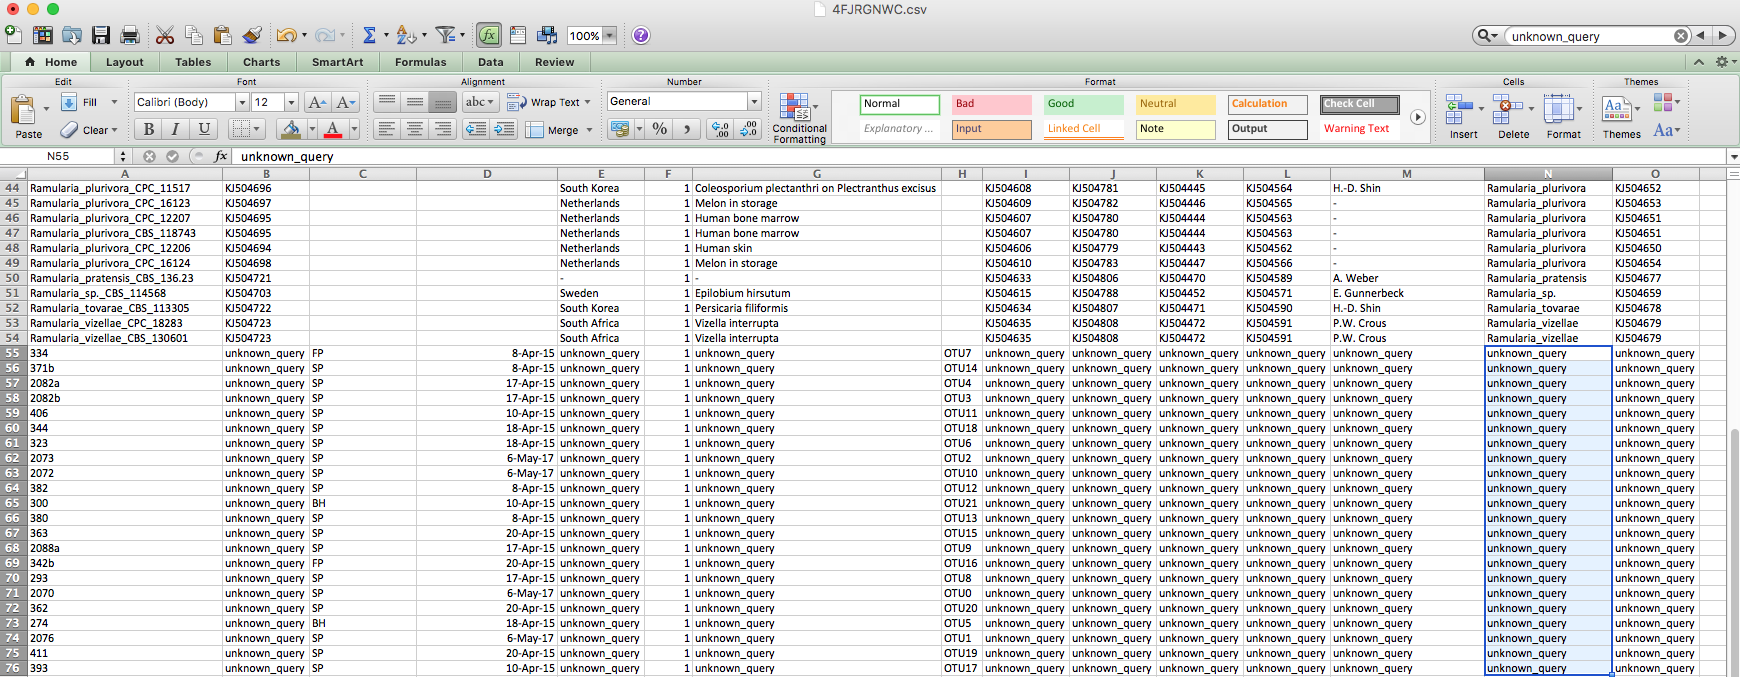 4FJRGNWC.csv
100%
unknown_query
Home Layout Tables Charts SmartArt Formulas Data Review
Edit Font Alignment Number Format Cells Themes
Paste Fill Calibri (Body) 12 A A abc Wrap Text General Conditional Formatting Normal Bad Good Neutral Calculation Check Cell Insert Delete Format Themes Aa
Clear B I U A Merge % Explanatory ... Input Linked Cell Note Output Warning Text Aa
N55 fx unknown_query
A B C D E F G H I J K L M N O
44 Ramularia_plurivora_CPC_11517 KJ504696 South Korea 1 Coleosporium plectanthri on Plectranthus excisus KJ504608 KJ504781 KJ504445 KJ504564 H.-D. Shin Ramularia_plurivora KJ504652
45 Ramularia_plurivora_CPC_16123 KJ504697 Netherlands 1 Melon in storage KJ504609 KJ504782 KJ504446 KJ504565 - Ramularia_plurivora KJ504653
46 Ramularia_plurivora_CPC_12207 KJ504695 Netherlands 1 Human bone marrow KJ504607 KJ504780 KJ504444 KJ504563 - Ramularia_plurivora KJ504651
47 Ramularia_plurivora_CBS_118743 KJ504695 Netherlands 1 Human bone marrow KJ504607 KJ504780 KJ504444 KJ504563 - Ramularia_plurivora KJ504651
48 Ramularia_plurivora_CPC_12206 KJ504694 Netherlands 1 Human skin KJ504606 KJ504779 KJ504443 KJ504562 - Ramularia_plurivora KJ504650
49 Ramularia_plurivora_CPC_16124 KJ504698 Netherlands 1 Melon in storage KJ504610 KJ504783 KJ504447 KJ504566 - Ramularia_plurivora KJ504654
50 Ramularia_pratensis_CBS_136.23 KJ504721 - 1 - KJ504633 KJ504806 KJ504470 KJ504589 A. Weber Ramularia_pratensis KJ504677
51 Ramularia_sp._CBS_114568 KJ504703 Sweden 1 Epilobium hirsutum KJ504615 KJ504788 KJ504452 KJ504571 E. Gunnerbeck Ramularia_sp. KJ504659
52 Ramularia_tovarae_CBS_113305 KJ504722 South Korea 1 Persicaria filiformis KJ504634 KJ504807 KJ504471 KJ504590 H.-D. Shin Ramularia_tovarae KJ504678
53 Ramularia_vizellae_CPC_18283 KJ504723 South Africa 1 Vizella interrupta KJ504635 KJ504808 KJ504472 KJ504591 P.W. Crous Ramularia_vizellae KJ504679
54 Ramularia_vizellae_CBS_130601 KJ504723 South Africa 1 Vizella interrupta KJ504635 KJ504808 KJ504472 KJ504591 P.W. Crous Ramularia_vizellae KJ504679
55 334 unknown_query FP 8-Apr-15 unknown_query 1 unknown_query OTU7 unknown_query unknown_query unknown_query unknown_query unknown_query unknown_query unknown_query
56 371b unknown_query SP 8-Apr-15 unknown_query 1 unknown_query OTU14 unknown_query unknown_query unknown_query unknown_query unknown_query unknown_query unknown_query
57 2082a unknown_query SP 17-Apr-15 unknown_query 1 unknown_query OTU4 unknown_query unknown_query unknown_query unknown_query unknown_query unknown_query unknown_query
58 2082b unknown_query SP 17-Apr-15 unknown_query 1 unknown_query OTU3 unknown_query unknown_query unknown_query unknown_query unknown_query unknown_query unknown_query
59 406 unknown_query SP 10-Apr-15 unknown_query 1 unknown_query OTU11 unknown_query unknown_query unknown_query unknown_query unknown_query unknown_query unknown_query
60 344 unknown_query SP 18-Apr-15 unknown_query 1 unknown_query OTU18 unknown_query unknown_query unknown_query unknown_query unknown_query unknown_query unknown_query
61 323 unknown_query SP 18-Apr-15 unknown_query 1 unknown_query OTU6 unknown_query unknown_query unknown_query unknown_query unknown_query unknown_query unknown_query
62 2073 unknown_query SP 6-May-17 unknown_query 1 unknown_query OTU2 unknown_query unknown_query unknown_query unknown_query unknown_query unknown_query unknown_query
63 2072 unknown_query SP 6-May-17 unknown_query 1 unknown_query OTU10 unknown_query unknown_query unknown_query unknown_query unknown_query unknown_query unknown_query
64 382 unknown_query SP 8-Apr-15 unknown_query 1 unknown_query OTU12 unknown_query unknown_query unknown_query unknown_query unknown_query unknown_query unknown_query
65 300 unknown_query BH 10-Apr-15 unknown_query 1 unknown_query OTU21 unknown_query unknown_query unknown_query unknown_query unknown_query unknown_query unknown_query
66 380 unknown_query SP 8-Apr-15 unknown_query 1 unknown_query OTU13 unknown_query unknown_query unknown_query unknown_query unknown_query unknown_query unknown_query
67 363 unknown_query SP 20-Apr-15 unknown_query 1 unknown_query OTU15 unknown_query unknown_query unknown_query unknown_query unknown_query unknown_query unknown_query
68 2088a unknown_query SP 17-Apr-15 unknown_query 1 unknown_query OTU9 unknown_query unknown_query unknown_query unknown_query unknown_query unknown_query unknown_query
69 342b unknown_query FP 20-Apr-15 unknown_query 1 unknown_query OTU16 unknown_query unknown_query unknown_query unknown_query unknown_query unknown_query unknown_query
70 293 unknown_query SP 17-Apr-15 unknown_query 1 unknown_query OTU8 unknown_query unknown_query unknown_query unknown_query unknown_query unknown_query unknown_query
71 2070 unknown_query SP 6-May-17 unknown_query 1 unknown_query OTU0 unknown_query unknown_query unknown_query unknown_query unknown_query unknown_query unknown_query
72 362 unknown_query SP 20-Apr-15 unknown_query 1 unknown_query OTU20 unknown_query unknown_query unknown_query unknown_query unknown_query unknown_query unknown_query
73 274 unknown_query BH 18-Apr-15 unknown_query 1 unknown_query OTU5 unknown_query unknown_query unknown_query unknown_query unknown_query unknown_query unknown_query
74 2076 unknown_query SP 6-May-17 unknown_query 1 unknown_query OTU1 unknown_query unknown_query unknown_query unknown_query unknown_query unknown_query unknown_query
75 411 unknown_query SP 20-Apr-15 unknown_query 1 unknown_query OTU19 unknown_query unknown_query unknown_query unknown_query unknown_query unknown_query unknown_query
76 393 unknown_query SP 10-Apr-15 unknown_query 1 unknown_query OTU17 unknown_query unknown_query unknown_query unknown_query unknown_query unknown_query unknown_query